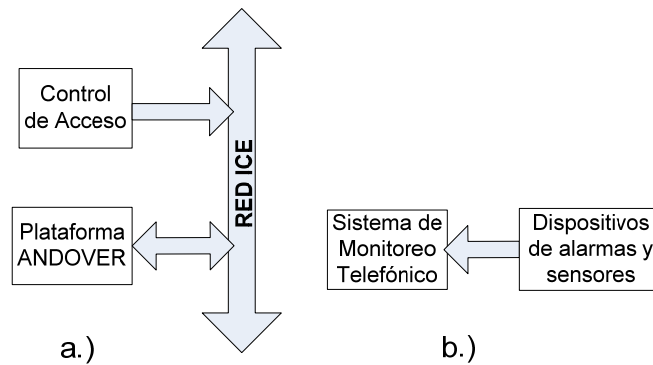 Control
de Acceso
RED ICE
Plataforma
ANDOVER
Sistema de
Monitoreo
Telefónico
Dispositivos
de alarmas y
sensores
a.)
b.)